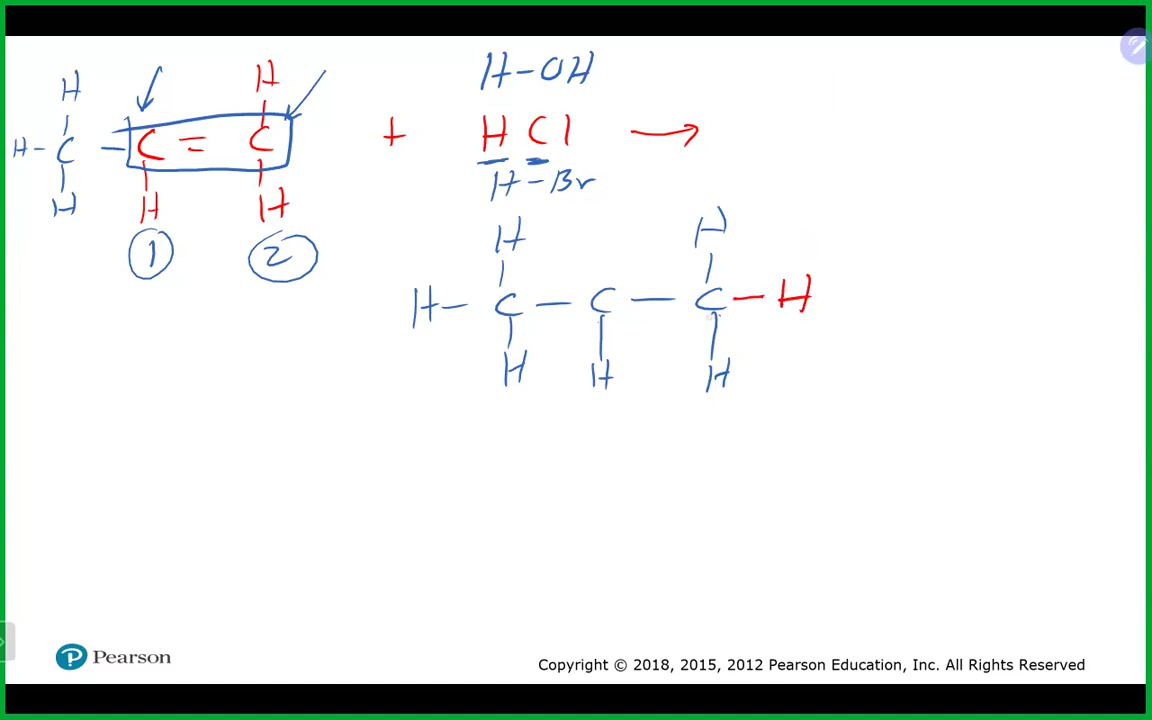 H H H-OH
H-C-C=C + HCl →
H H H H-Br
1 2
H H
H-C-C-C-H
H H H
Pearson
Copyright © 2018, 2015, 2012 Pearson Education, Inc. All Rights Reserved